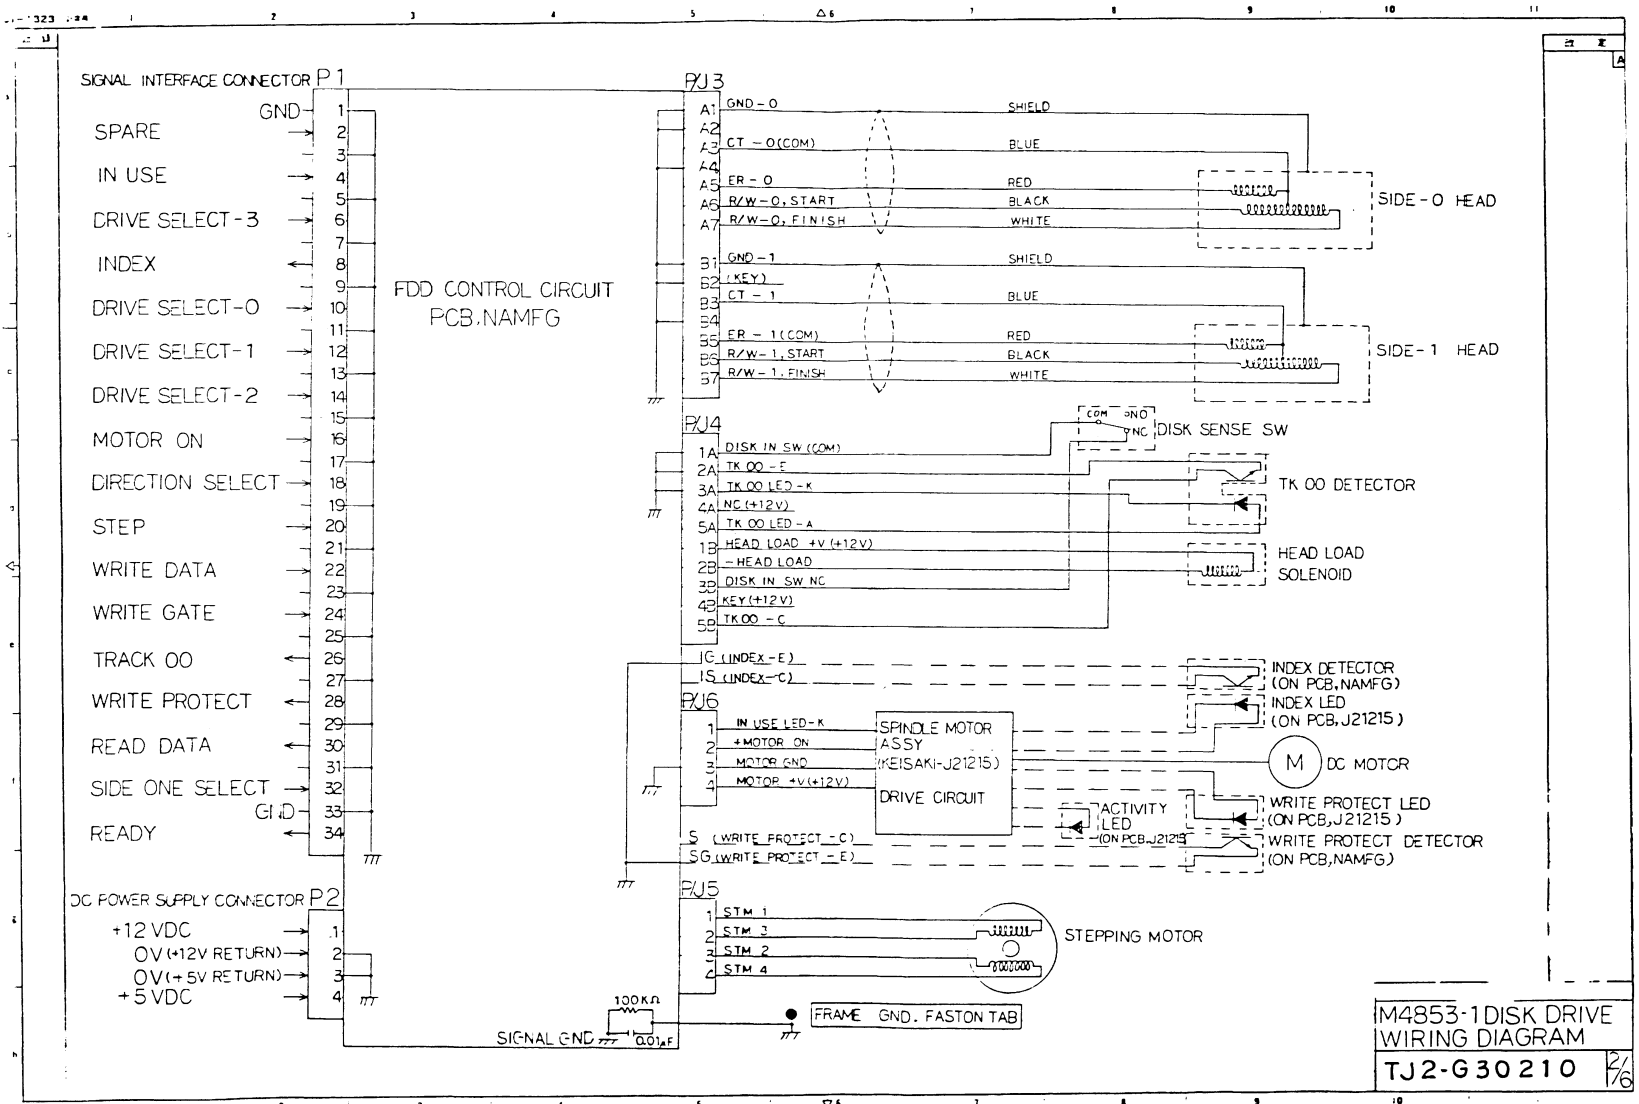 SIGNAL INTERFACE CONNECTOR P1
GND 1
SPARE 2
3
IN USE 4
5
DRIVE SELECT-3 6
7
INDEX 8
9
DRIVE SELECT-0 10
11
DRIVE SELECT-1 12
13
DRIVE SELECT-2 14
15
MOTOR ON 16
17
DIRECTION SELECT 18
19
STEP 20
21
WRITE DATA 22
23
WRITE GATE 24
25
TRACK 00 26
27
WRITE PROTECT 28
29
READ DATA 30
31
SIDE ONE SELECT 32
GND 33
READY 34
DC POWER SUPPLY CONNECTOR P2
+12 VDC 1
0V (+12V RETURN) 2
0V (+5V RETURN) 3
+5 VDC 4
FDD CONTROL CIRCUIT
PCB,NAMFG
P/J3
A1 GND-0 SHIELD
A2
A3 CT-0(COM) BLUE
A4
A5 ER-0 RED
A6 R/W-0, START BLACK
A7 R/W-0, FINISH WHITE
SIDE-0 HEAD
B1 GND-1 SHIELD
B2 (KEY)
B3 CT-1 BLUE
B4
B5 ER-1(COM) RED
B6 R/W-1, START BLACK
B7 R/W-1, FINISH WHITE
SIDE-1 HEAD
P/J4
1A DISK IN SW (COM)
2A TK 00-E
3A TK 00 LED-K
4A NC(+12V)
5A TK 00 LED-A
1B HEAD LOAD +V (+12V)
2B -HEAD LOAD
3B DISK IN SW NC
4B KEY(+12V)
5B TK00-C
COM NO
NC DISK SENSE SW
TK 00 DETECTOR
HEAD LOAD
SOLENOID
IG (INDEX-E)
IS (INDEX-C)
INDEX DETECTOR
(ON PCB,NAMFG)
INDEX LED
(ON PCB,J21215)
P/J6
1 IN USE LED-K
2 +MOTOR ON
3 MOTOR GND
4 MOTOR +V(+12V)
SPINDLE MOTOR
ASSY
(KEISAKI-J21215)
DRIVE CIRCUIT
M DC MOTOR
ACTIVITY
LED
(ON PCB,J21215
WRITE PROTECT LED
(ON PCB,J21215)
WRITE PROTECT DETECTOR
(ON PCB,NAMFG)
S (WRITE PROTECT-C)
SG (WRITE PROTECT-E)
P/J5
1 STM 1
2 STM 3
3 STM 2
4 STM 4
STEPPING MOTOR
100KΩ
SIGNAL GND 0.01μF
FRAME GND. FASTON TAB
M4853-1 DISK DRIVE
WIRING DIAGRAM
TJ2-G30210 2/6